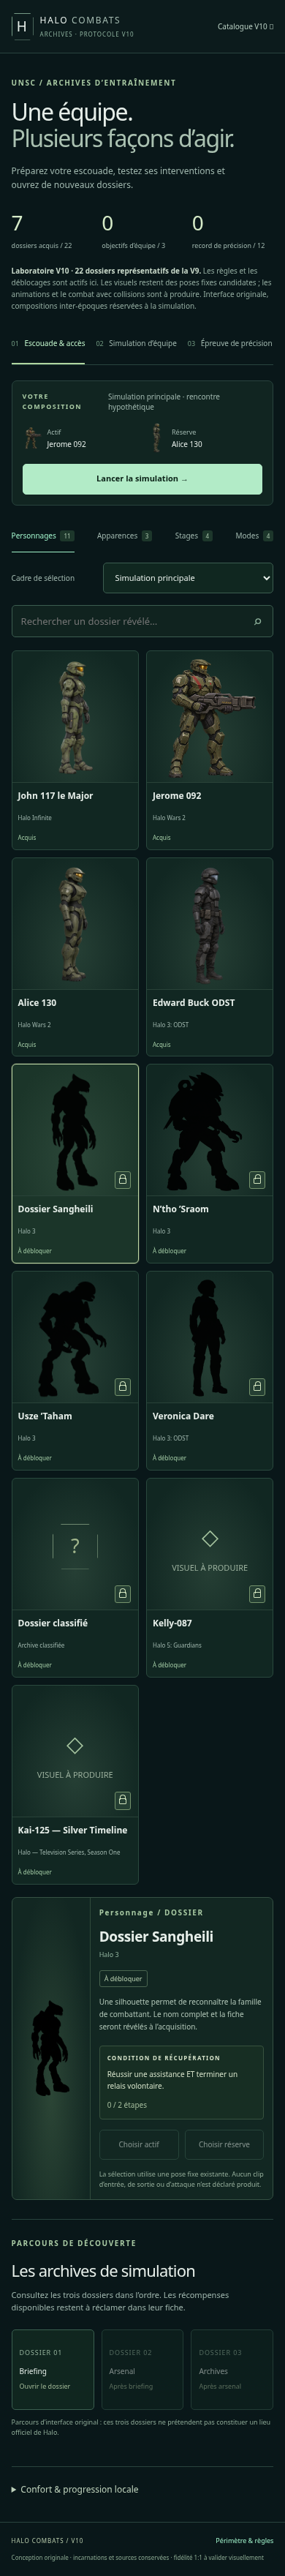 H HALO COMBATS
ARCHIVES · PROTOCOLE V10
Catalogue V10
UNSC / ARCHIVES D’ENTRAÎNEMENT
Une équipe.
Plusieurs façons d’agir.
Préparez votre escouade, testez ses interventions et
ouvrez de nouveaux dossiers.
7
dossiers acquis / 22
0
objectifs d’équipe / 3
0
record de précision / 12
Laboratoire V10 · 22 dossiers représentatifs de la V9. Les règles et les
déblocages sont actifs ici. Les visuels restent des poses fixes candidates ; les
animations et le combat avec collisions sont à produire. Interface originale,
compositions inter-époques réservées à la simulation.
01 Escouade & accès
02 Simulation d’équipe
03 Épreuve de précision
VOTRE
COMPOSITION
Simulation principale · rencontre
hypothétique
Actif
Jerome 092
Réserve
Alice 130
Lancer la simulation →
Personnages 11
Apparences 3
Stages 4
Modes 4
Cadre de sélection
Simulation principale
Rechercher un dossier révélé…
John 117 le Major
Halo Infinite
Acquis
Jerome 092
Halo Wars 2
Acquis
Alice 130
Halo Wars 2
Acquis
Edward Buck ODST
Halo 3: ODST
Acquis
Dossier Sangheili
Halo 3
À débloquer
N’tho ’Sraom
Halo 3
À débloquer
Usze ’Taham
Halo 3
À débloquer
Veronica Dare
Halo 3: ODST
À débloquer
?
Dossier classifié
Archive classifiée
À débloquer
VISUEL À PRODUIRE
Kelly-087
Halo 5: Guardians
À débloquer
VISUEL À PRODUIRE
Kai-125 — Silver Timeline
Halo — Television Series, Season One
À débloquer
Personnage / DOSSIER
Dossier Sangheili
Halo 3
À débloquer
Une silhouette permet de reconnaître la famille
de combattant. Le nom complet et la fiche
seront révélés à l’acquisition.
CONDITION DE RÉCUPÉRATION
Réussir une assistance ET terminer un
relais volontaire.
0 / 2 étapes
Choisir actif
Choisir réserve
La sélection utilise une pose fixe existante. Aucun clip
d’entrée, de sortie ou d’attaque n’est déclaré produit.
PARCOURS DE DÉCOUVERTE
Les archives de simulation
Consultez les trois dossiers dans l’ordre. Les récompenses
disponibles restent à réclamer dans leur fiche.
DOSSIER 01
Briefing
Ouvrir le dossier
DOSSIER 02
Arsenal
Après briefing
DOSSIER 03
Archives
Après arsenal
Parcours d’interface original : ces trois dossiers ne prétendent pas constituer un lieu
officiel de Halo.
▶ Confort & progression locale
HALO COMBATS / V10
Périmètre & règles
Conception originale · incarnations et sources conservées · fidélité 1:1 à valider visuellement